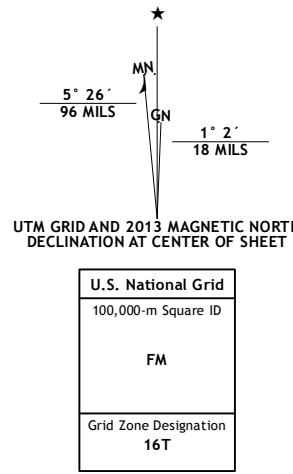 ★
MN
GN
5° 26´
96 MILS
1° 2´
18 MILS
UTM GRID AND 2013 MAGNETIC NORTH
DECLINATION AT CENTER OF SHEET
U.S. National Grid
100,000-m Square ID
FM
Grid Zone Designation
16T